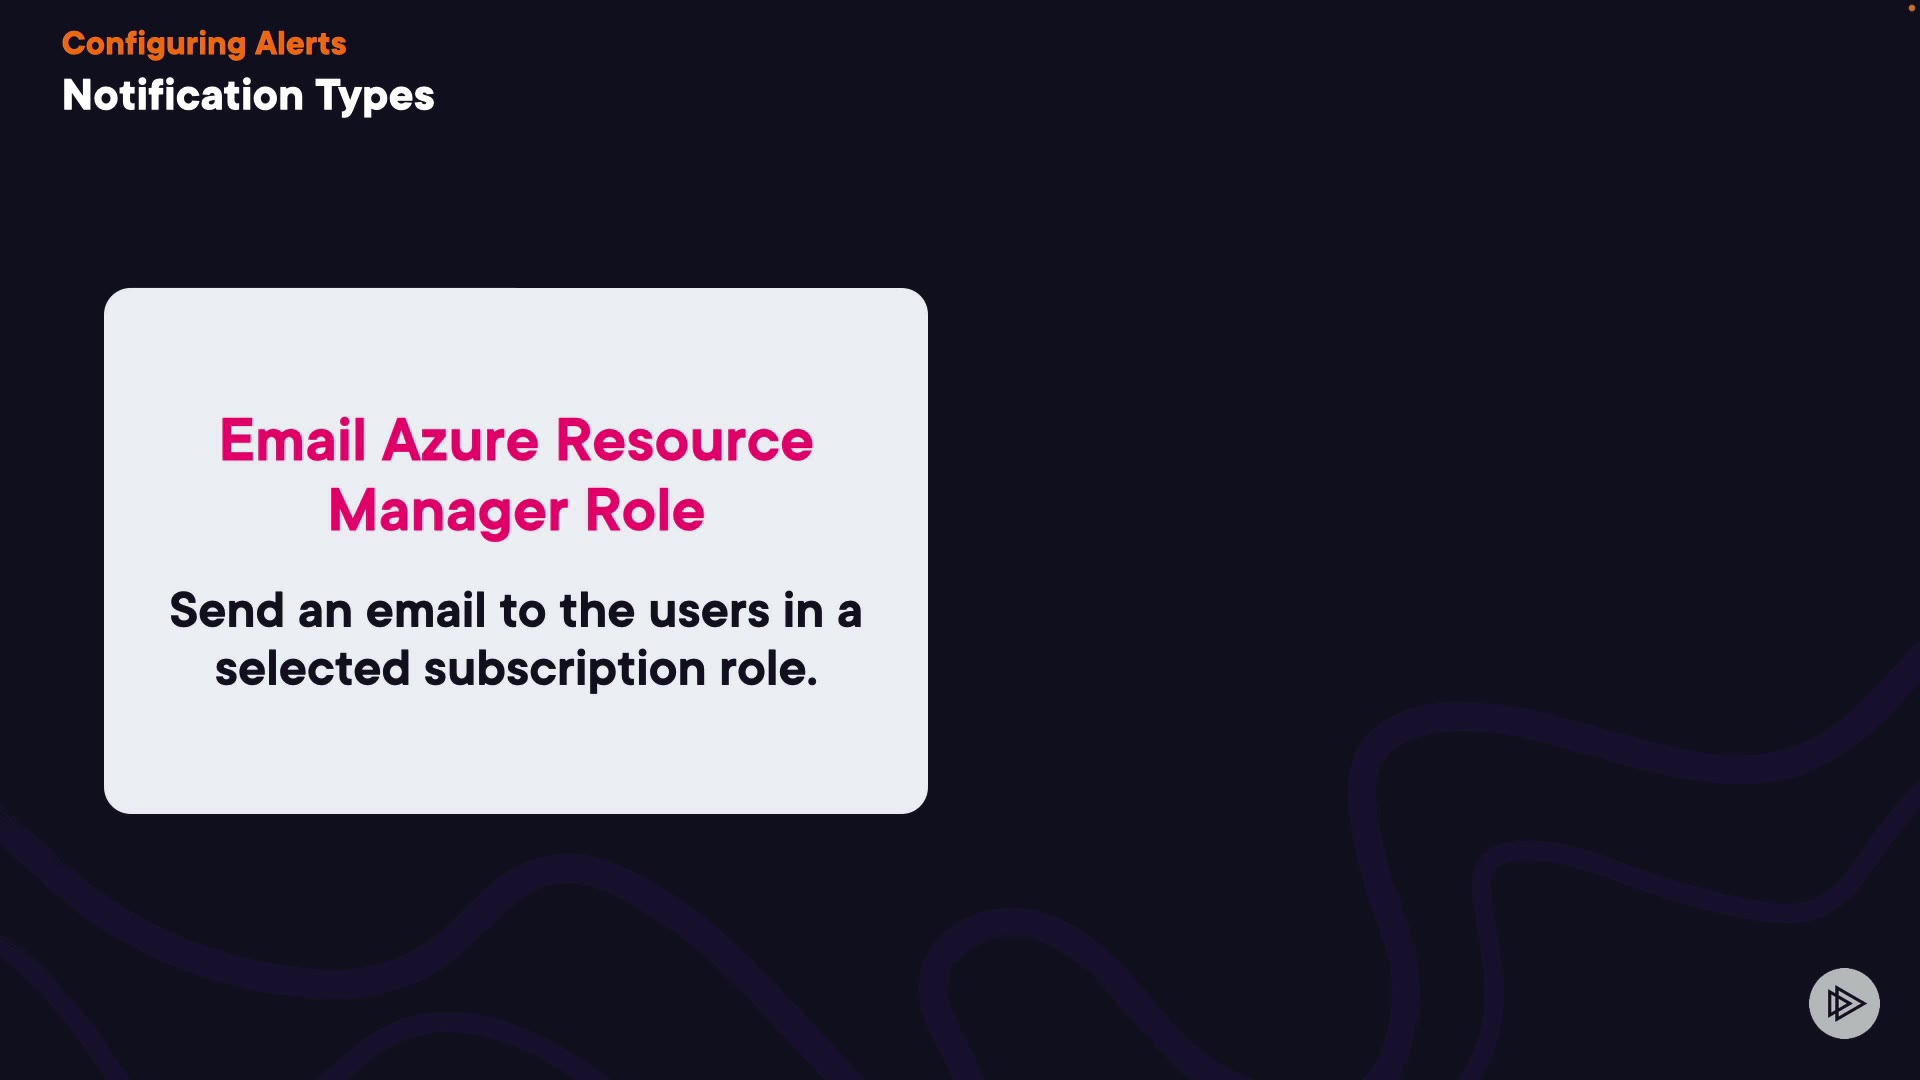 Configuring Alerts
Notification Types
Email Azure Resource
Manager Role
Send an email to the users in a
selected subscription role.